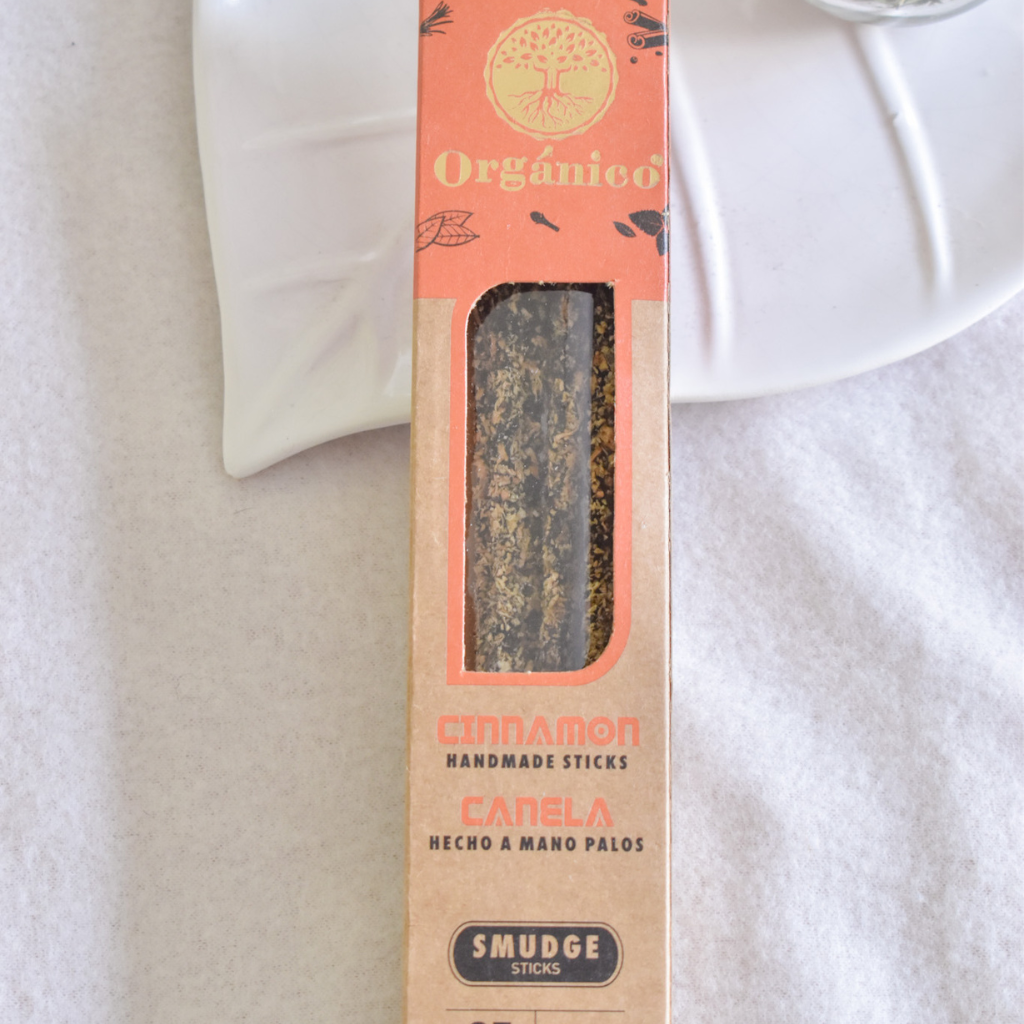 Orgánico
CINNAMON
HANDMADE STICKS
CANELA
HECHO A MANO PALOS
SMUDGE
STICKS